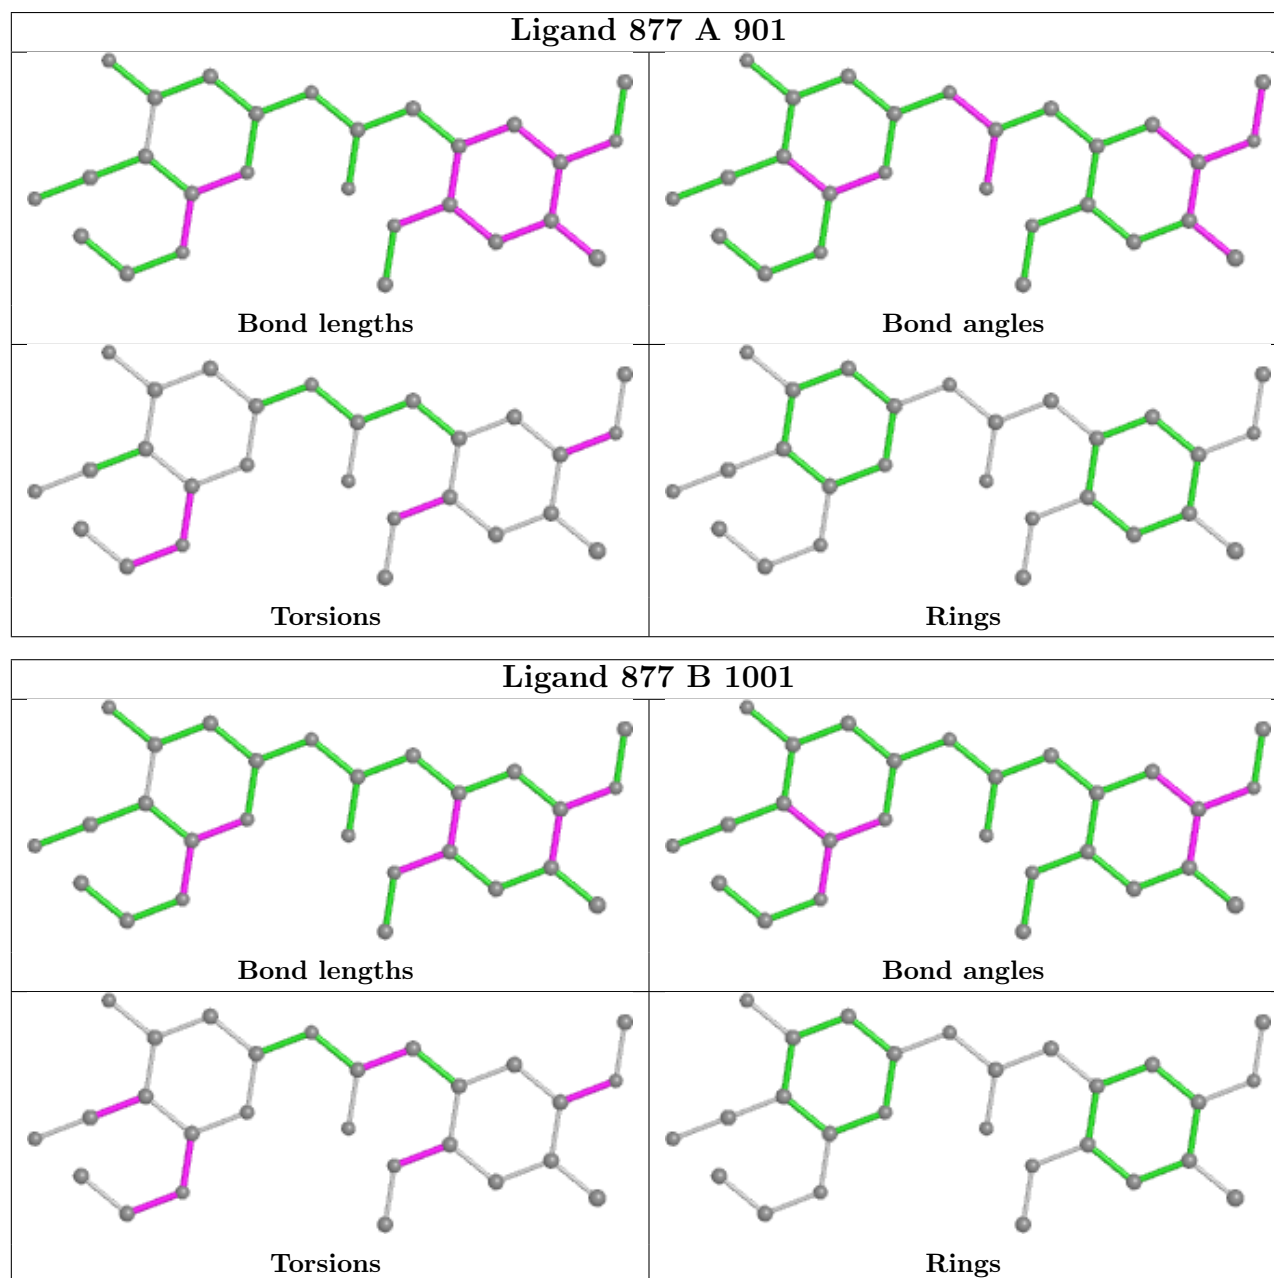 Ligand 877 A 901
Bond lengths
Bond angles
Torsions
Rings
Ligand 877 B 1001
Bond lengths
Bond angles
Torsions
Rings